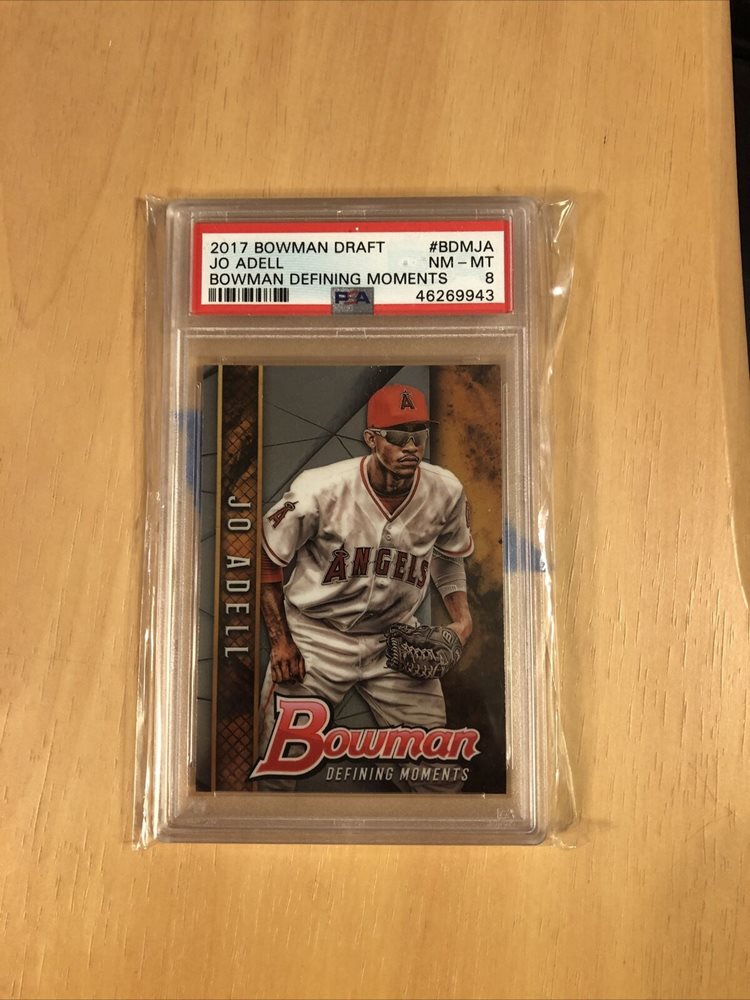 2017 BOWMAN DRAFT #BDMJA
JO ADELL NM - MT
BOWMAN DEFINING MOMENTS 8
PSA 46269943
JO ADELL
A
A
ANGELS
Bowman
DEFINING MOMENTS